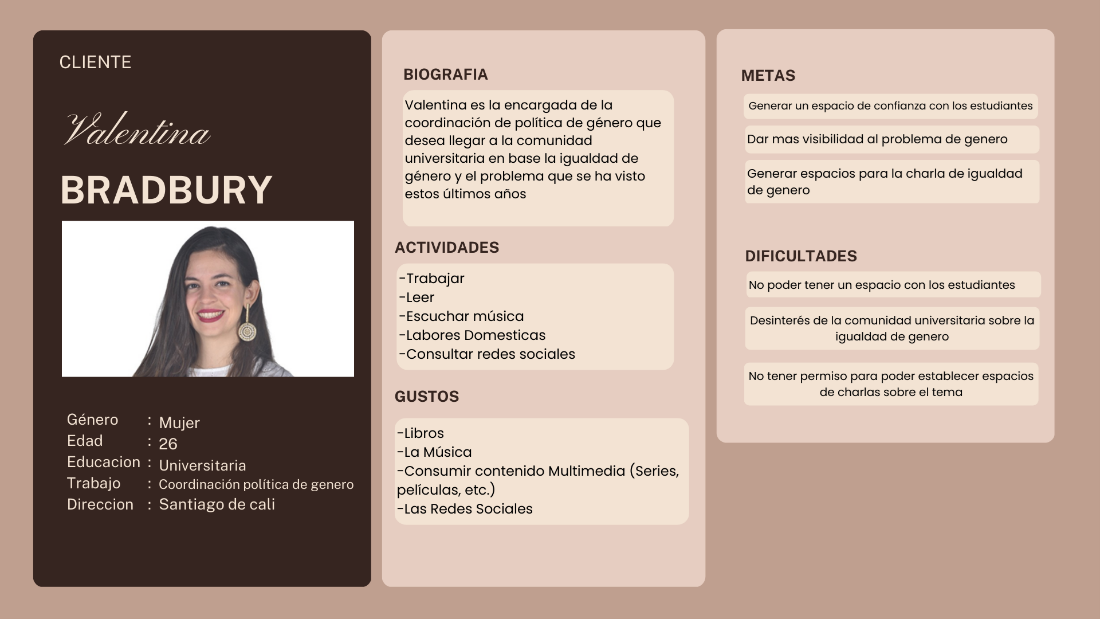 CLIENTE
Valentina
BRADBURY
Género : Mujer
Edad : 26
Educacion : Universitaria
Trabajo : Coordinación política de genero
Direccion : Santiago de cali
BIOGRAFIA
Valentina es la encargada de la
coordinación de política de género que
desea llegar a la comunidad
universitaria en base la igualdad de
género y el problema que se ha visto
estos últimos años
ACTIVIDADES
-Trabajar
-Leer
-Escuchar música
-Labores Domesticas
-Consultar redes sociales
GUSTOS
-Libros
-La Música
-Consumir contenido Multimedia (Series,
películas, etc.)
-Las Redes Sociales
METAS
Generar un espacio de confianza con los estudiantes
Dar mas visibilidad al problema de genero
Generar espacios para la charla de igualdad
de genero
DIFICULTADES
No poder tener un espacio con los estudiantes
Desinterés de la comunidad universitaria sobre la
igualdad de genero
No tener permiso para poder establecer espacios
de charlas sobre el tema